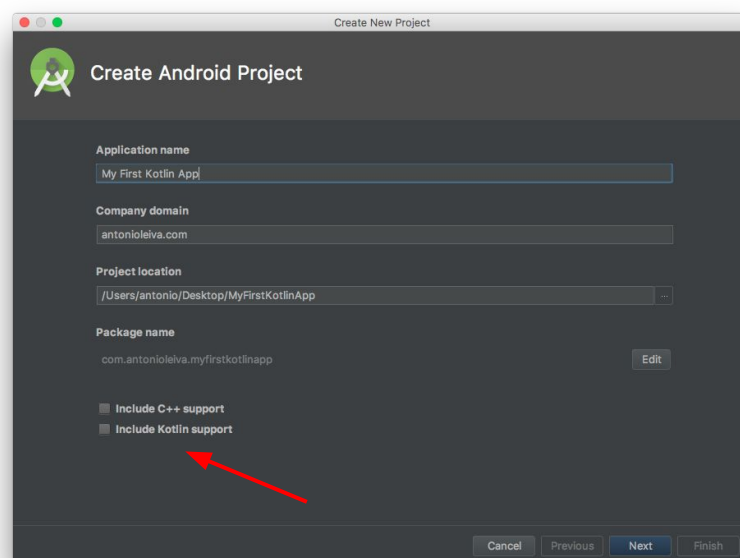 Create New Project
Create Android Project
Application name
My First Kotlin App
Company domain
antonioleiva.com
Project location
/Users/antonio/Desktop/MyFirstKotlinApp
...
Package name
com.antonioleiva.myfirstkotlinapp
Edit
Include C++ support
Include Kotlin support
Cancel Previous Next Finish